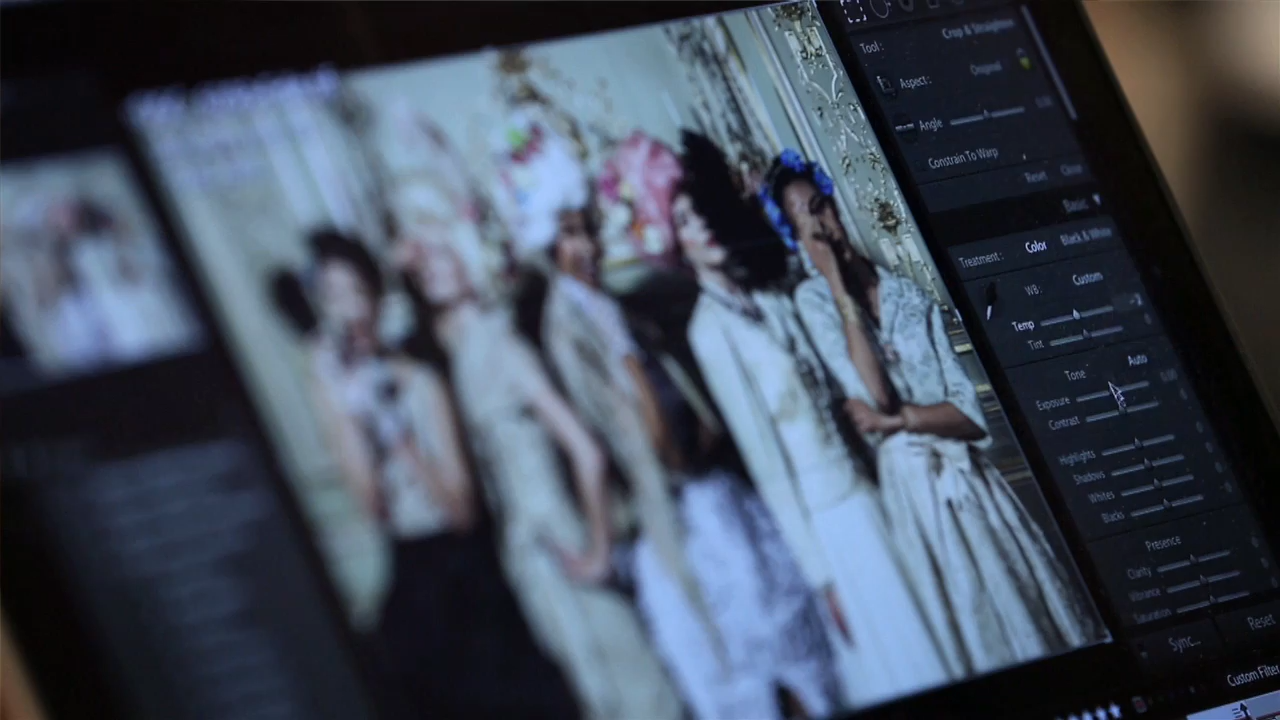 Crop & Straighten
Tool :
Aspect : Original
Angle
Constrain To Warp
Reset Close
Basic
Treatment : Color Black & White
WB: Custom
Temp
Tint
Tone Auto
Exposure
Contrast
Highlights
Shadows
Whites
Blacks
Presence
Clarity
Vibrance
Saturation
Sync... Reset
Custom Filter